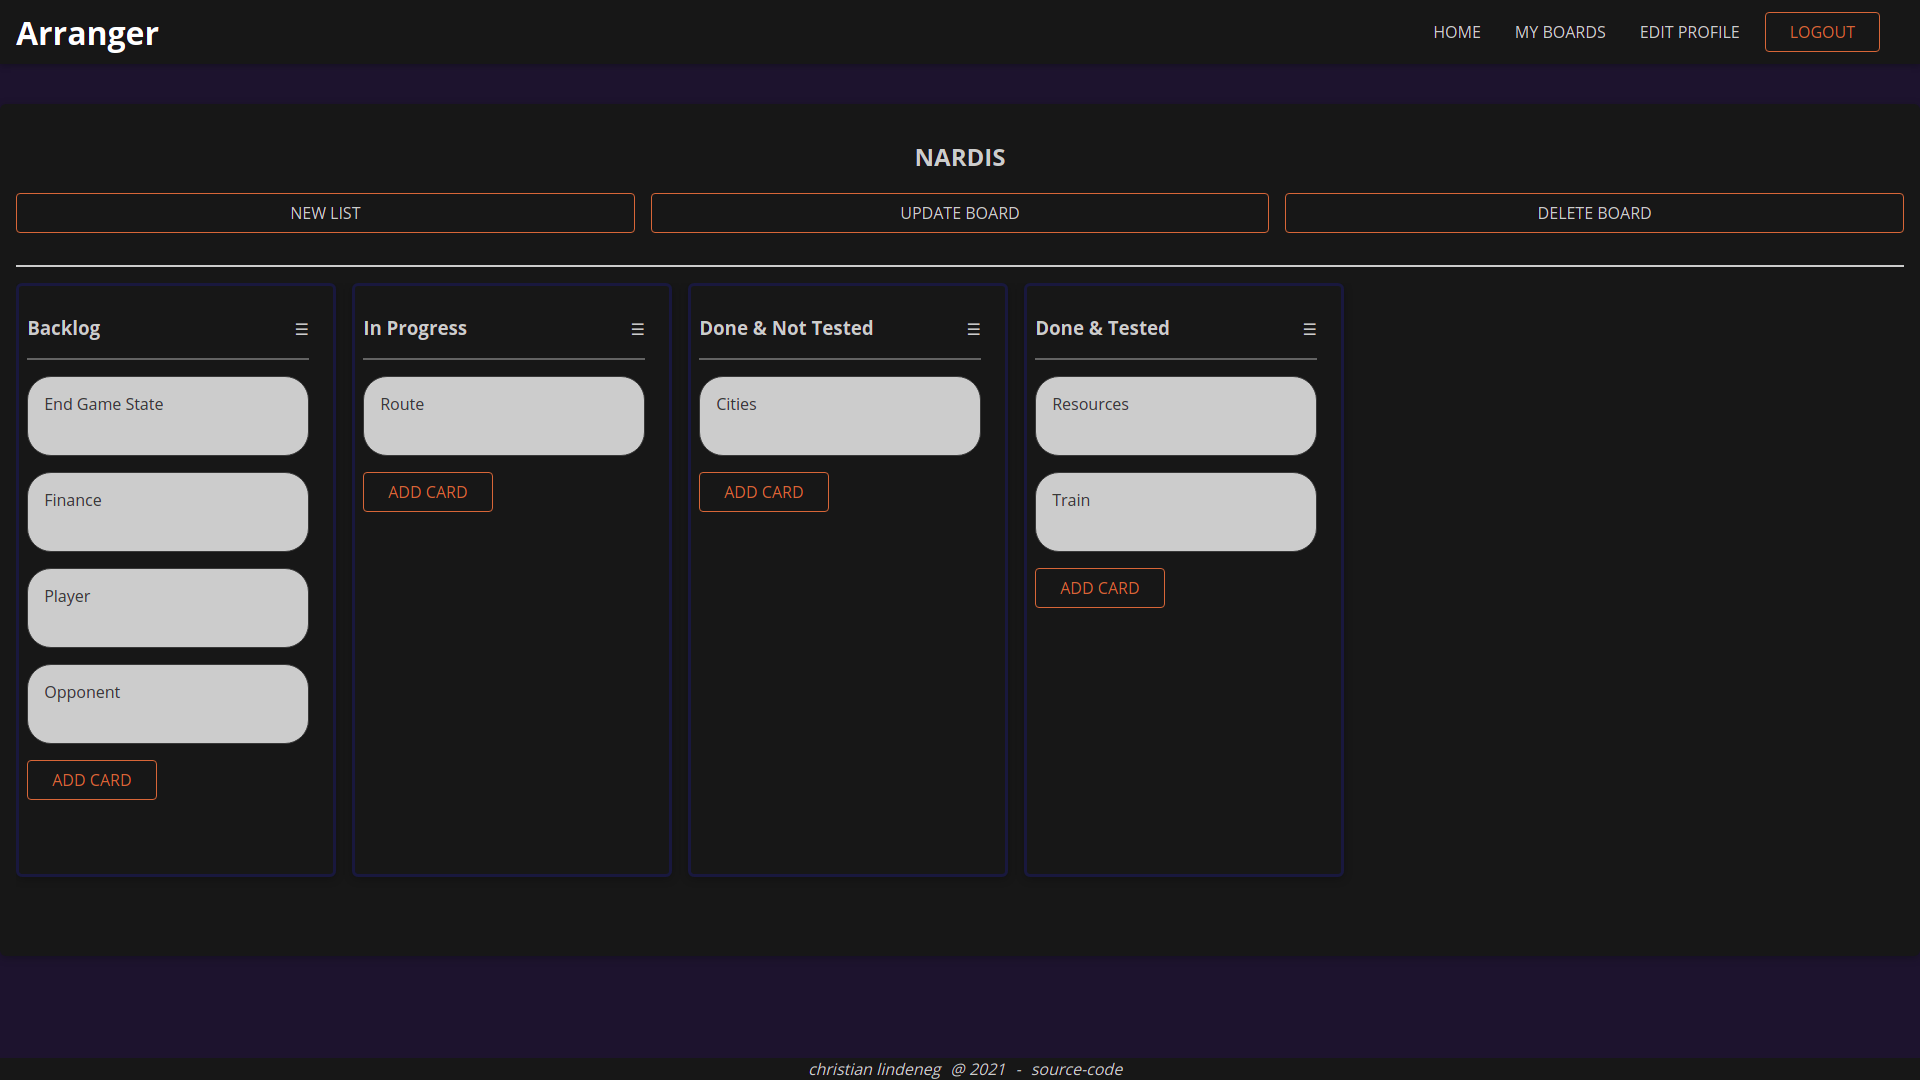 Arranger
HOME MY BOARDS EDIT PROFILE LOGOUT
NARDIS
NEW LIST UPDATE BOARD DELETE BOARD
Backlog
End Game State
Finance
Player
Opponent
ADD CARD
In Progress
Route
ADD CARD
Done & Not Tested
Cities
ADD CARD
Done & Tested
Resources
Train
ADD CARD
christian lindeneg @ 2021 - source-code